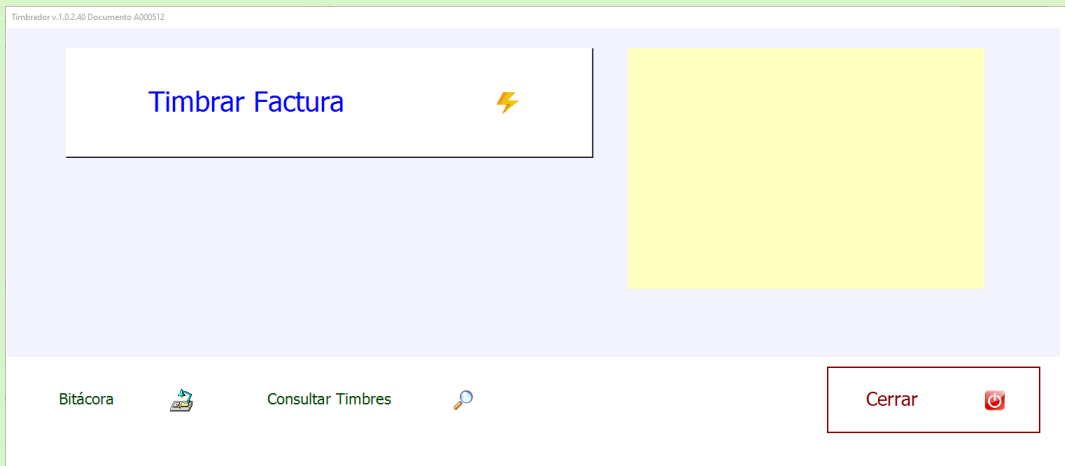 Timbrador v.1.0.2.40 Documento A000512
Timbrar Factura
Bitácora
Consultar Timbres
Cerrar